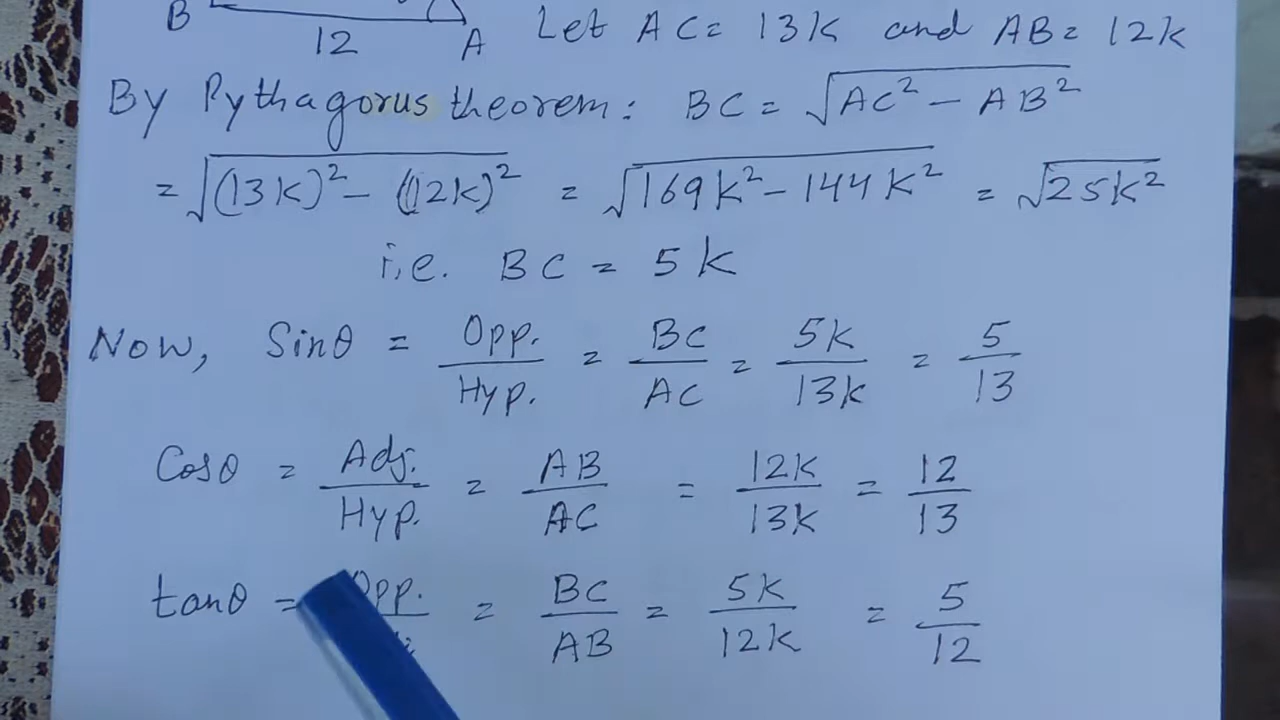 B 12 A Let AC = 13k and AB = 12k
By Pythagorus theorem: BC = √AC² − AB²
= √(13k)² − (12k)² = √169k² − 144k² = √25k²
i.e. BC = 5k
Now, Sinθ = Opp./Hyp. = BC/AC = 5k/13k = 5/13
Cosθ = Adj./Hyp. = AB/AC = 12k/13k = 12/13
tanθ = Opp. = BC/AB = 5k/12k = 5/12